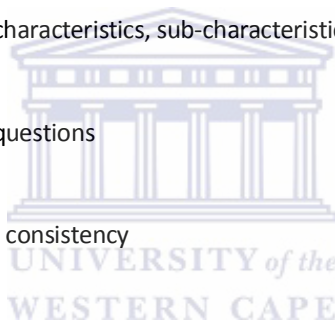 characteristics, sub-characteristic
questions
consistency
UNIVERSITY of the
WESTERN CAPE